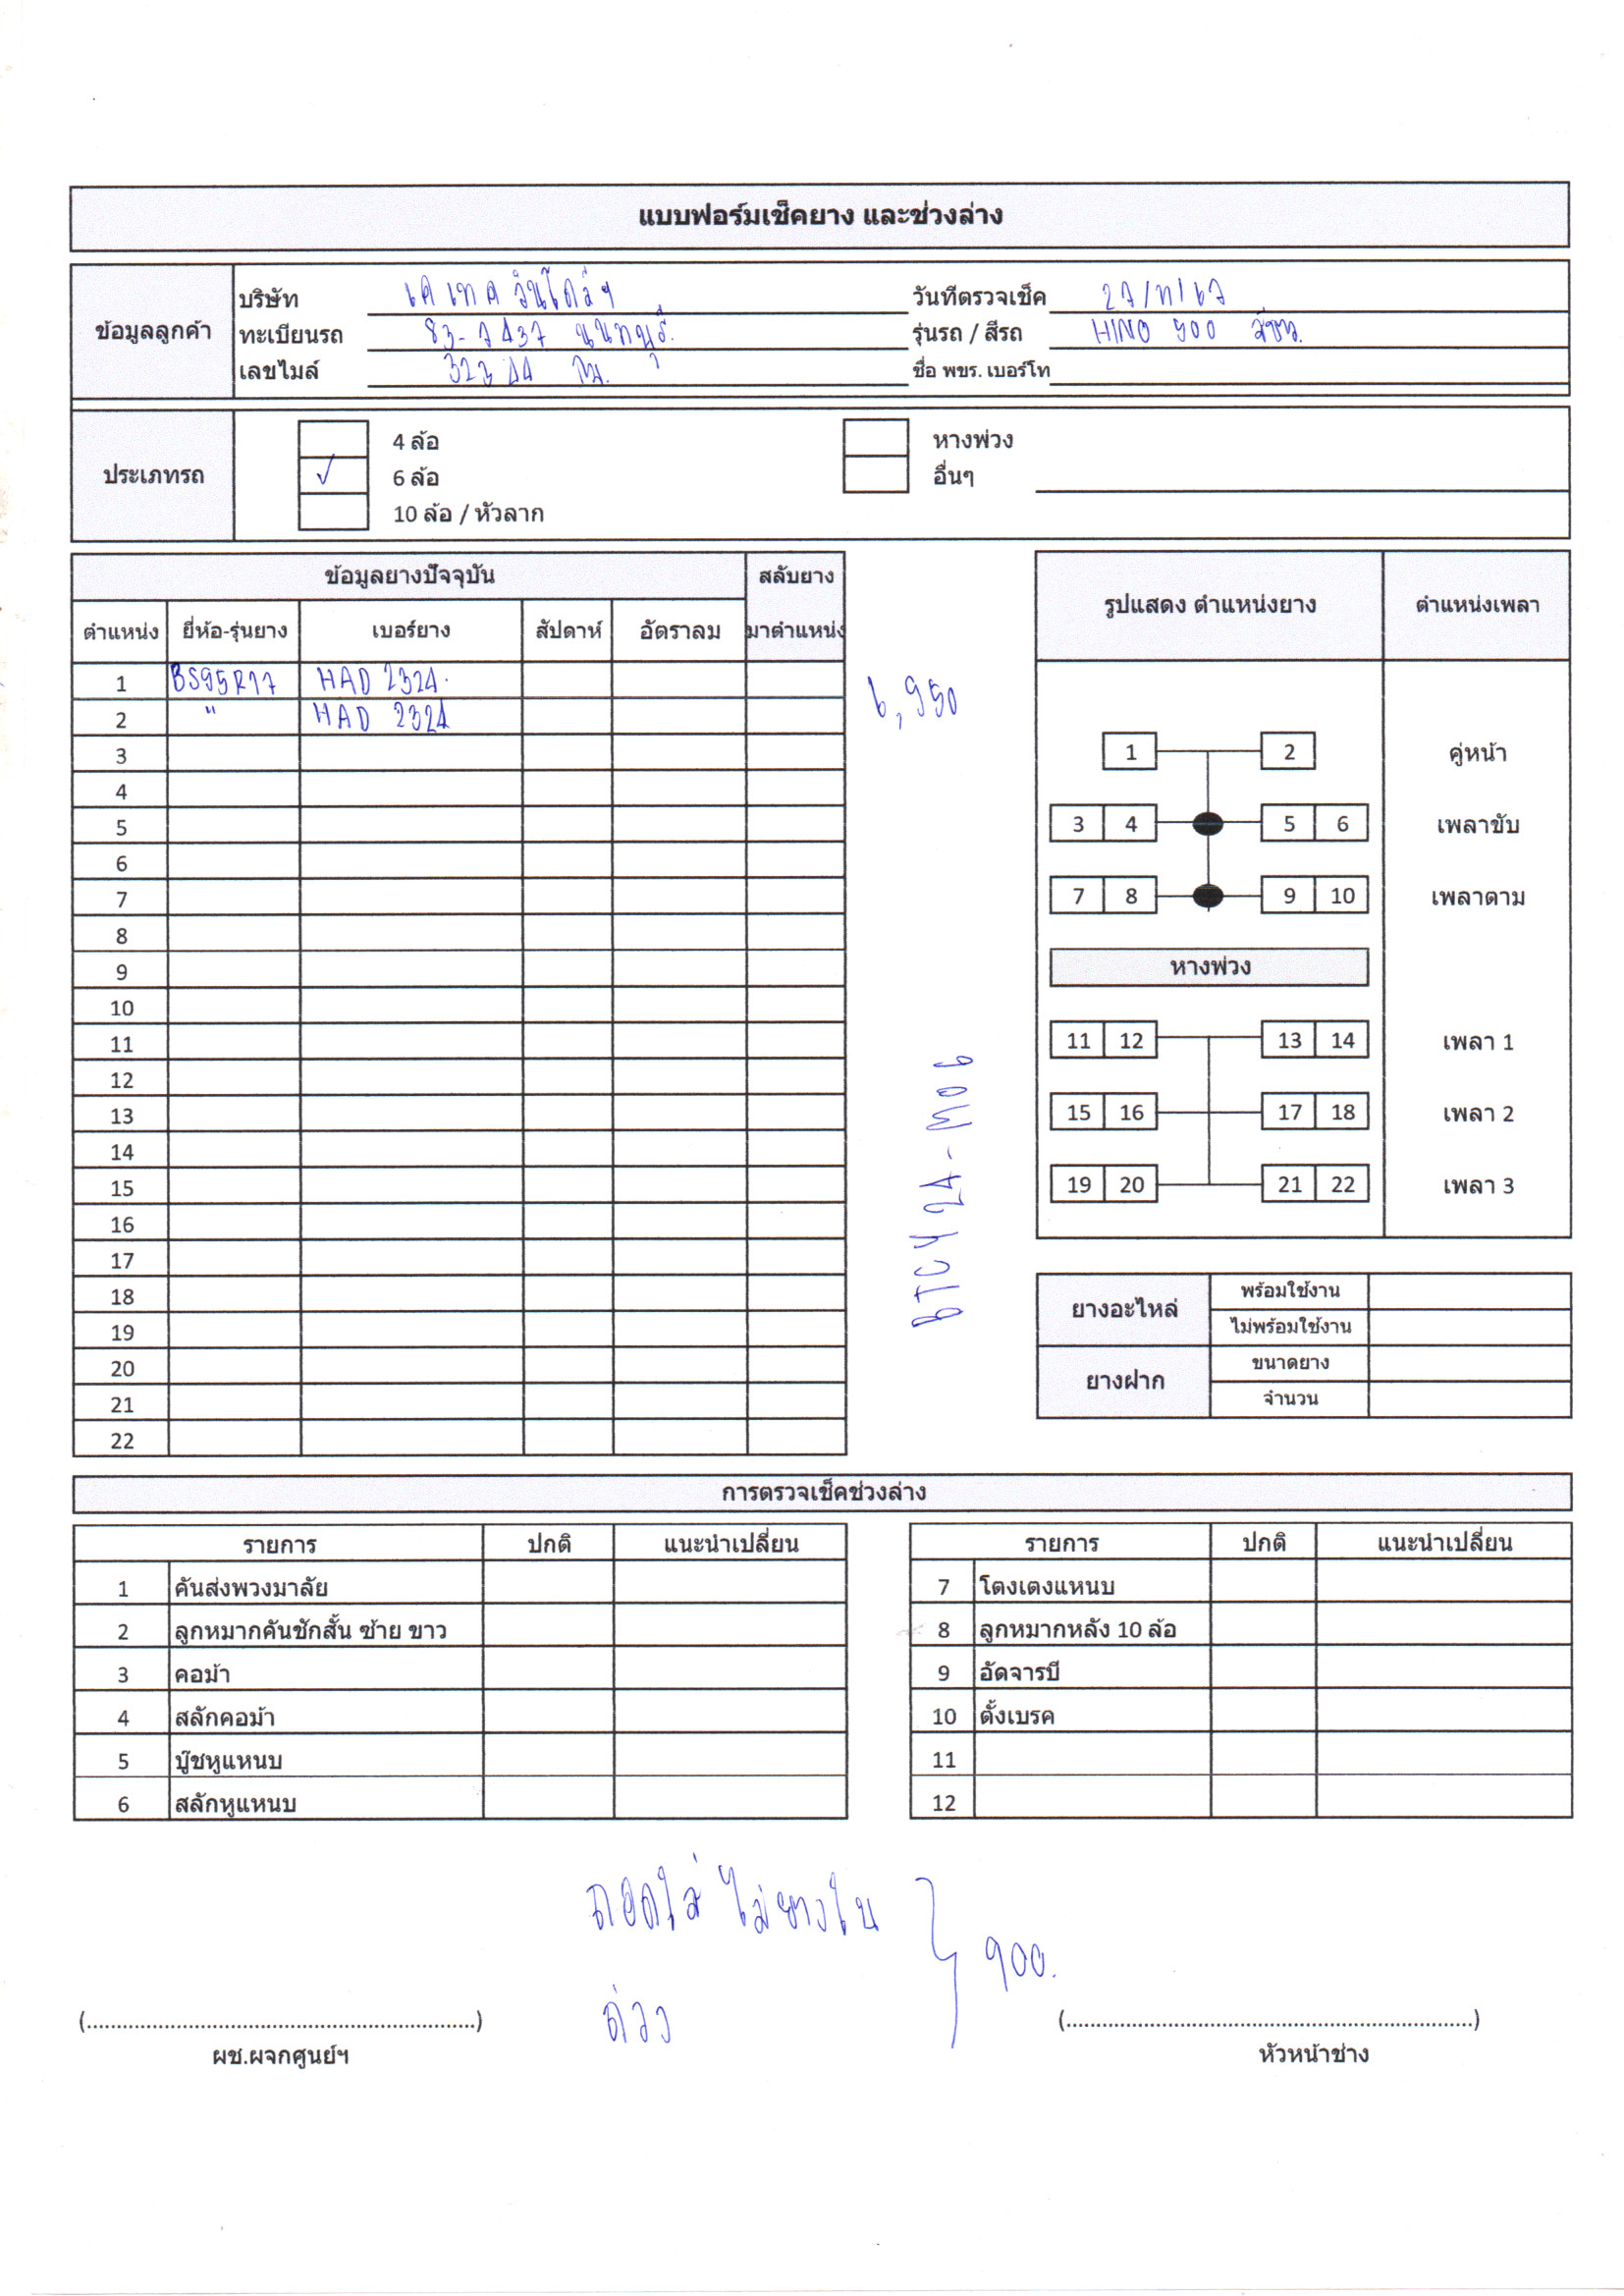 แบบฟอร์มเช็คยาง และช่วงล่าง
ข้อมูลลูกค้า
บริษัท เค เทค
วันทีตรวจเช็ค 27/11/67
ทะเบียนรถ 83-7437 นนทบุรี
รุ่นรถ / สีรถ HINO 500
เลขไมล์ กม.
ชื่อ พขร. เบอร์โท
ประเภทรถ
4 ล้อ
✓ 6 ล้อ
10 ล้อ / หัวลาก
หางพ่วง
อื่นๆ
ข้อมูลยางปัจจุบัน สลับยาง
ตำแหน่ง ยี่ห้อ-รุ่นยาง เบอร์ยาง สัปดาห์ อัตราลม มาตำแหน่ง
1 BS95R17 HAD 2324
2 " HAD 2324
3
4
5
6
7
8
9
10
11
12
13
14
15
16
17
18
19
20
21
22
6,950
BTCY24-M06
รูปแสดง ตำแหน่งยาง ตำแหน่งเพลา
1 2 คู่หน้า
3 4 5 6 เพลาขับ
7 8 9 10 เพลาตาม
หางพ่วง
11 12 13 14 เพลา 1
15 16 17 18 เพลา 2
19 20 21 22 เพลา 3
ยางอะไหล่ พร้อมใช้งาน
ไม่พร้อมใช้งาน
ยางฝาก ขนาดยาง
จำนวน
การตรวจเช็คช่วงล่าง
รายการ ปกติ แนะนำเปลี่ยน
1 คันส่งพวงมาลัย
2 ลูกหมากคันชักสั้น ซ้าย ขาว
3 คอม้า
4 สลักคอม้า
5 บู๊ชหูแหนบ
6 สลักหูแหนบ
รายการ ปกติ แนะนำเปลี่ยน
7 โตงเตงแหนบ
8 ลูกหมากหลัง 10 ล้อ
9 อัดจารบี
10 ตั้งเบรค
11
12
ถอดใส่ ไม่ยางใน
ถ่วง
900.
(................................................................)
ผช.ผจกศูนย์ฯ
(................................................................)
หัวหน้าช่าง